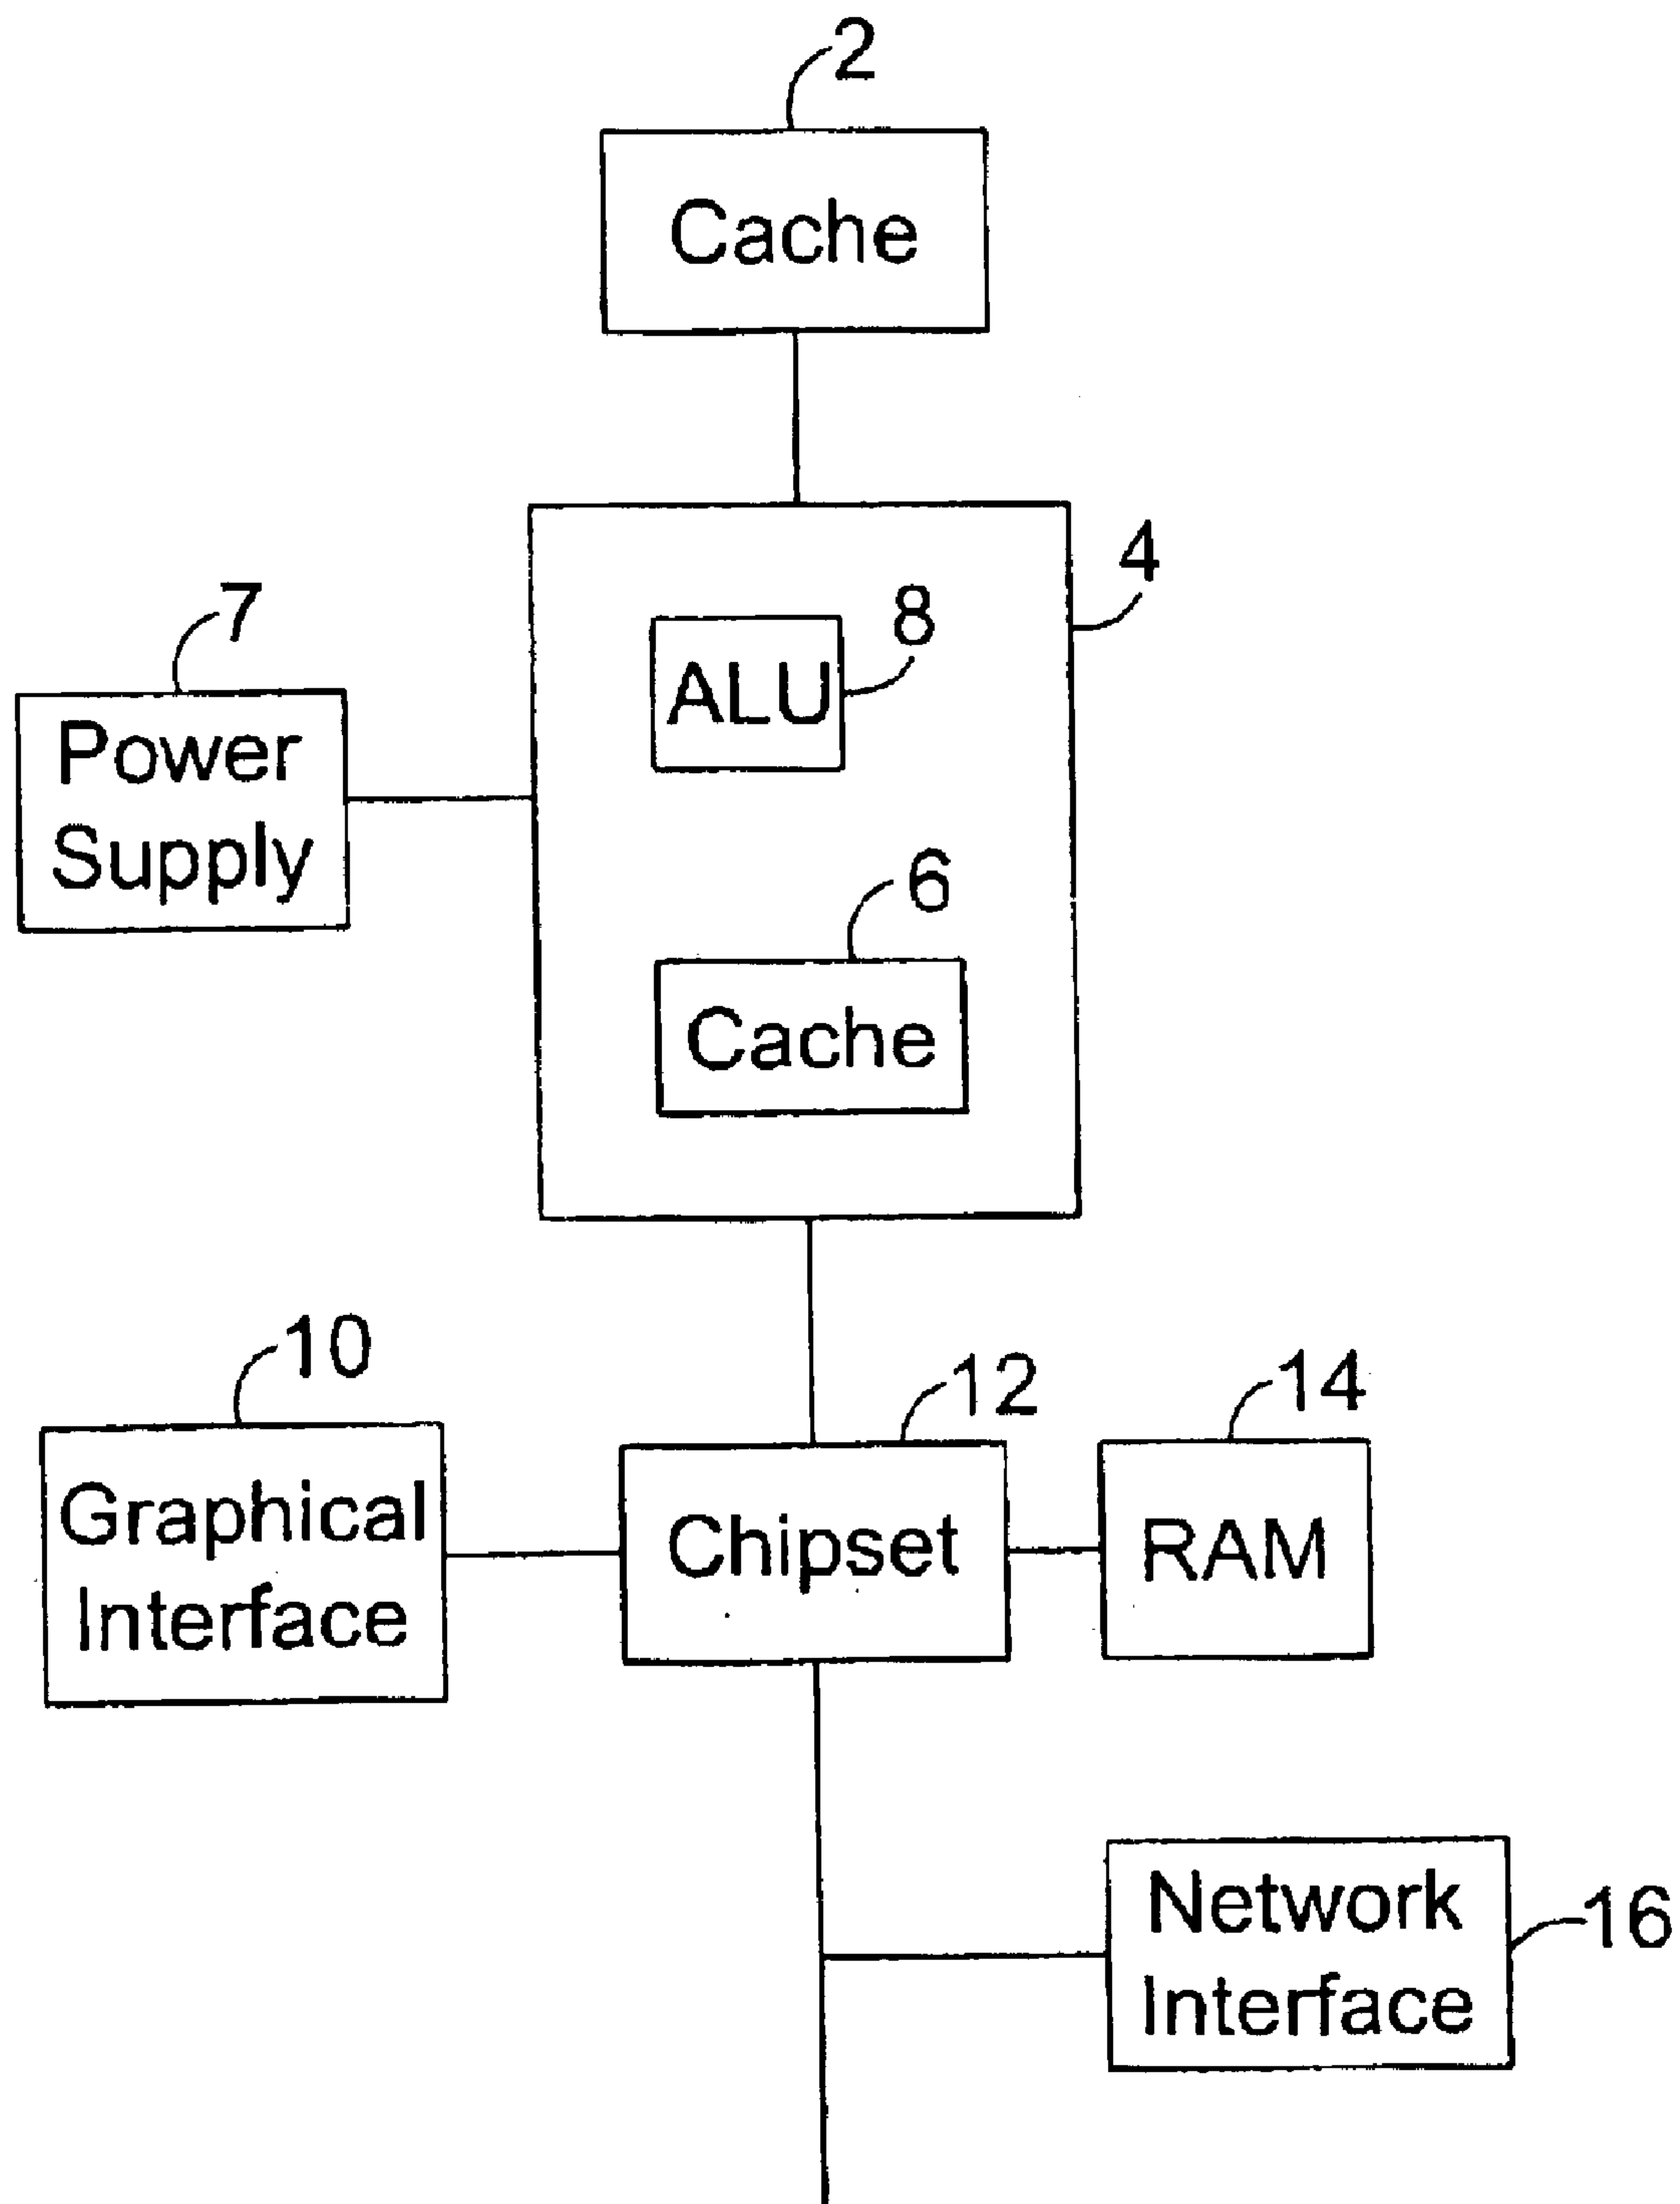 2
Cache
4
7
8
ALU
Power
Supply
6
Cache
10
12
14
Graphical
Interface
Chipset
RAM
Network
Interface
16